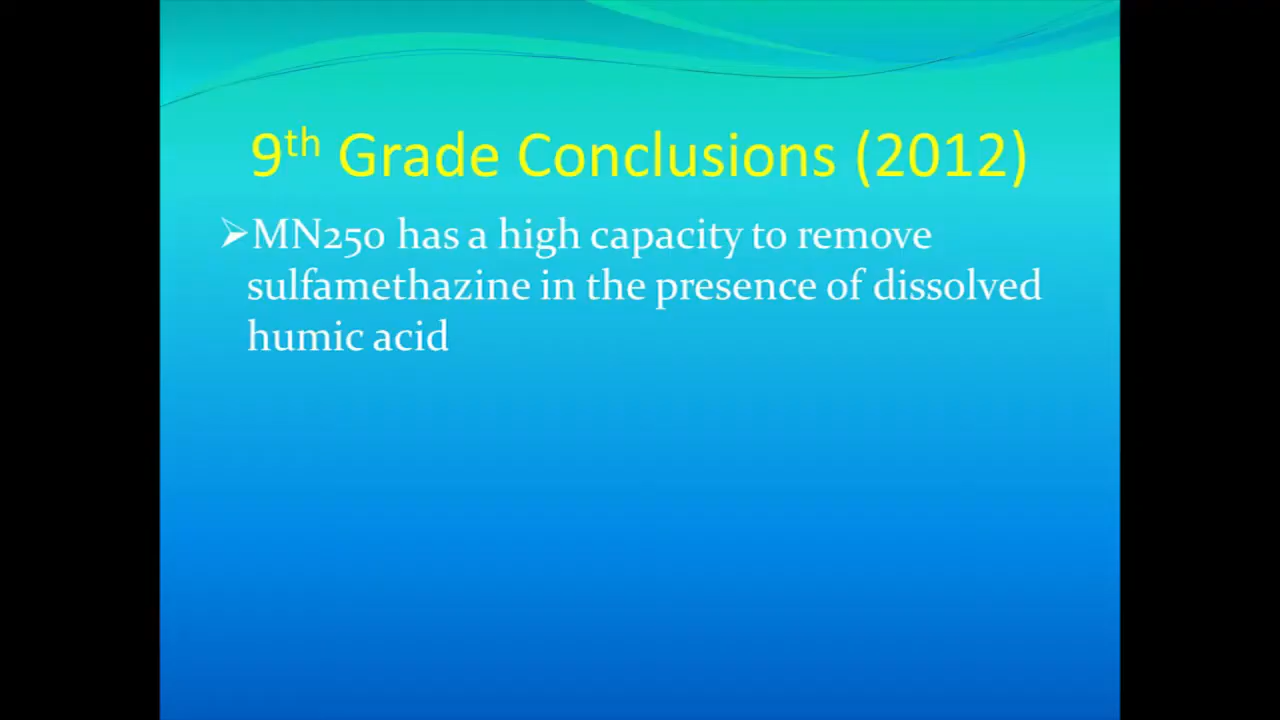 9th Grade Conclusions (2012)
➢MN250 has a high capacity to remove
sulfamethazine in the presence of dissolved
humic acid